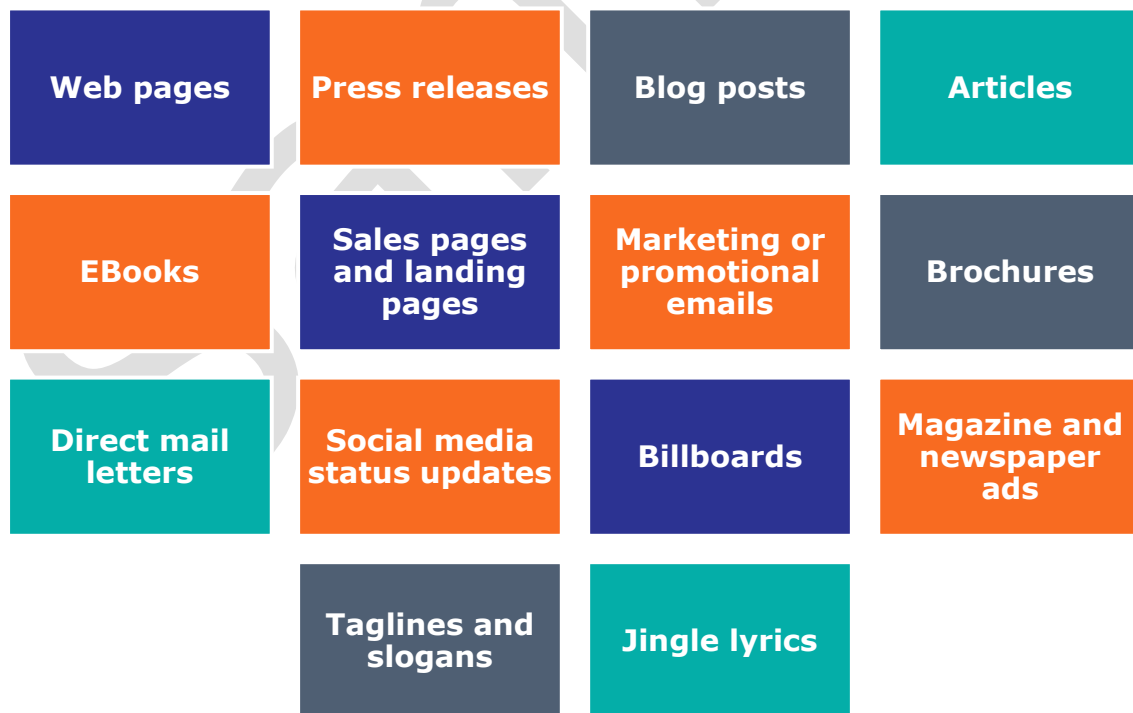 Web pages
Press releases
Blog posts
Articles
EBooks
Sales pages
and landing
pages
Marketing or
promotional
emails
Brochures
Direct mail
letters
Social media
status updates
Billboards
Magazine and
newspaper
ads
Taglines and
slogans
Jingle lyrics